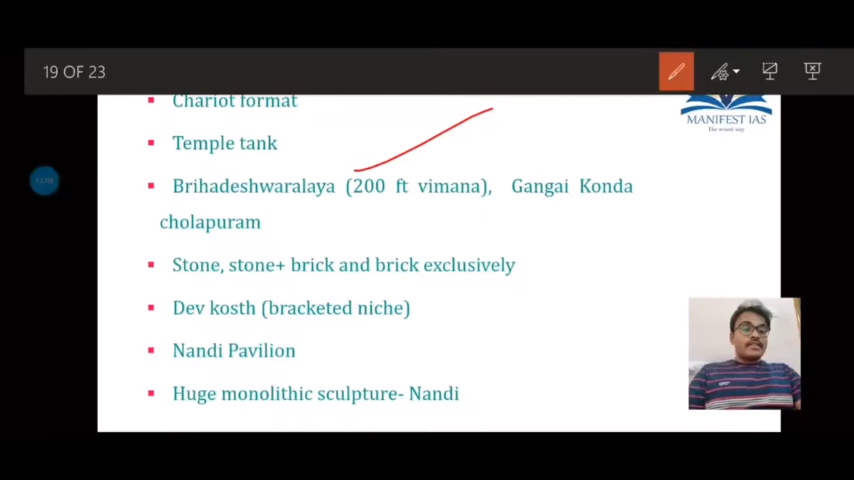 19 OF 23
Chariot format
MANIFEST IAS
Temple tank
Brihadeshwaralaya (200 ft vimana), Gangai Konda
cholapuram
Stone, stone+ brick and brick exclusively
Dev kosth (bracketed niche)
Nandi Pavilion
Huge monolithic sculpture- Nandi